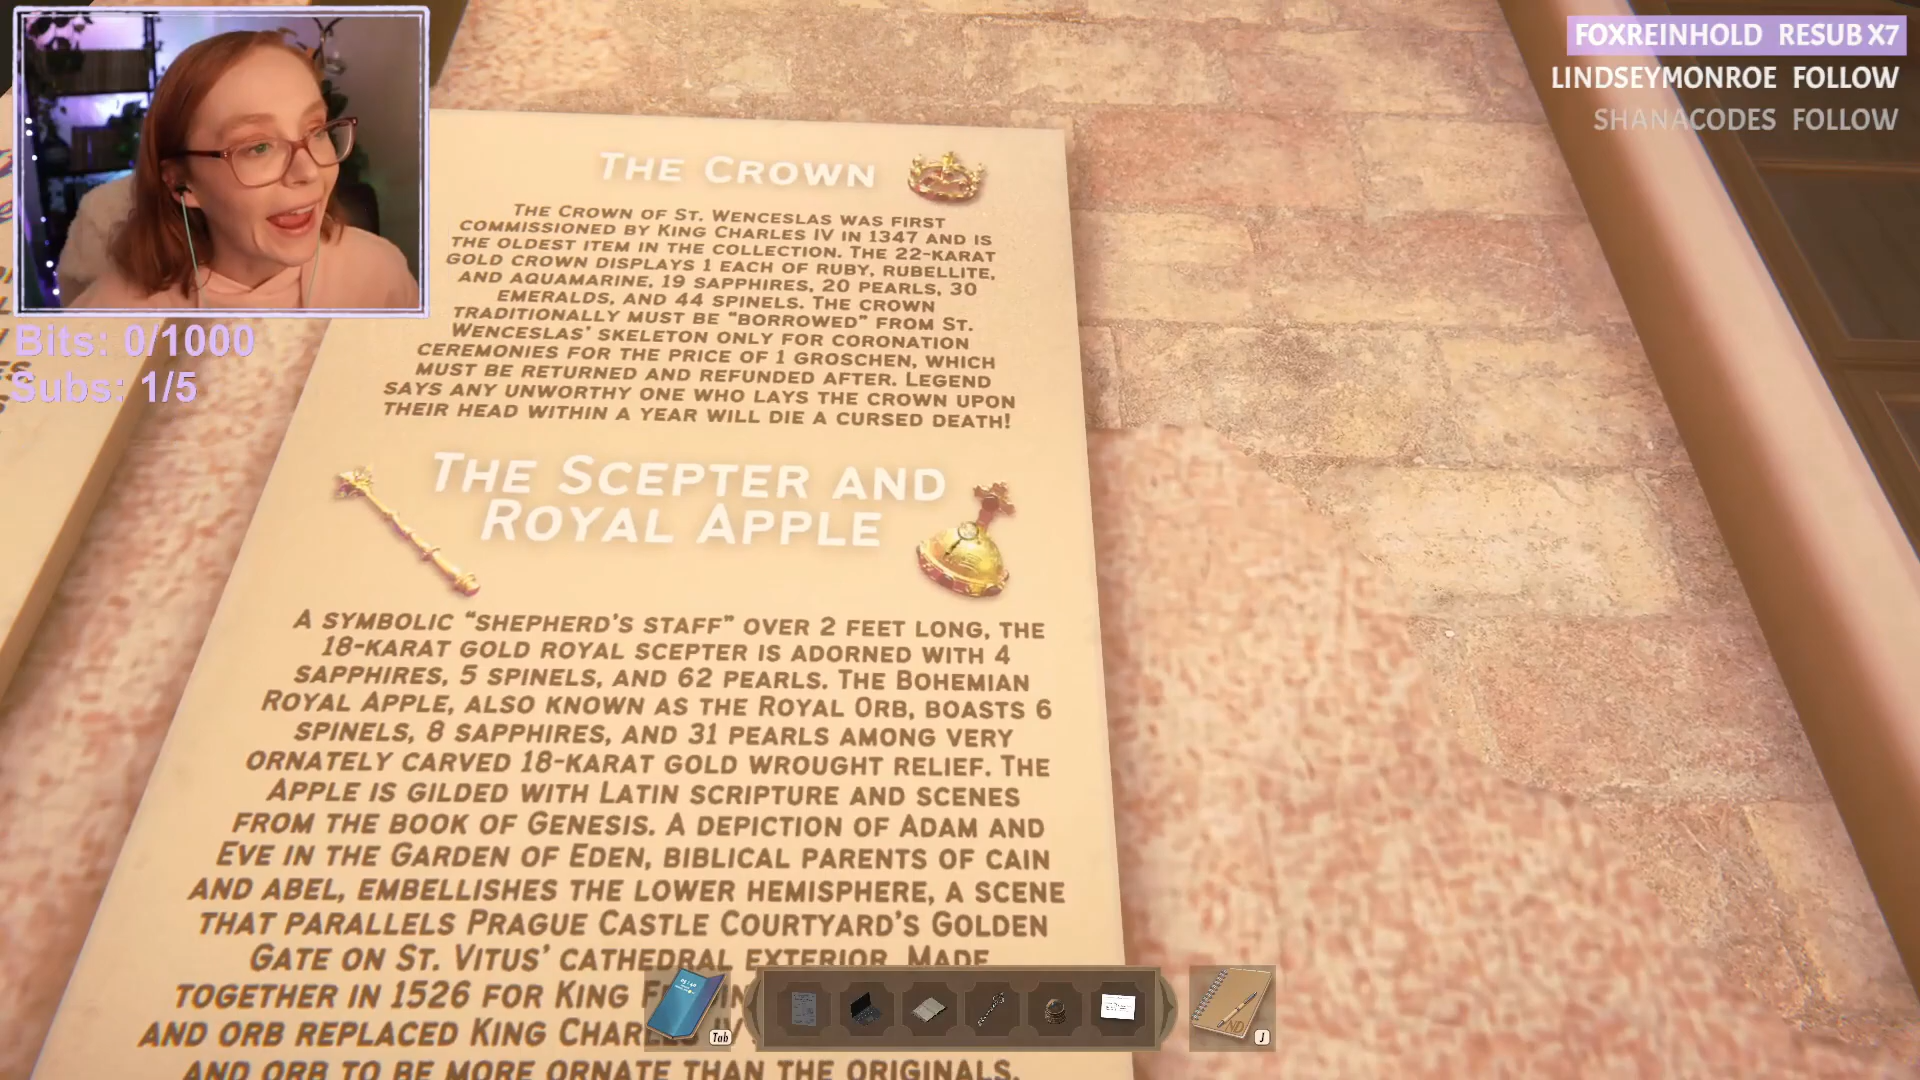 FOXREINHOLD RESUB X7
LINDSEYMONROE FOLLOW
SHANACODES FOLLOW
Bits: 0/1000
Subs: 1/5
THE CROWN
THE CROWN OF ST. WENCESLAS WAS FIRST
COMMISSIONED BY KING CHARLES IV IN 1347 AND IS
THE OLDEST ITEM IN THE COLLECTION. THE 22-KARAT
GOLD CROWN DISPLAYS 1 EACH OF RUBY, RUBELLITE,
AND AQUAMARINE, 19 SAPPHIRES, 20 PEARLS, 30
EMERALDS, AND 44 SPINELS. THE CROWN
TRADITIONALLY MUST BE "BORROWED" FROM ST.
WENCESLAS' SKELETON ONLY FOR CORONATION
CEREMONIES FOR THE PRICE OF 1 GROSCHEN, WHICH
MUST BE RETURNED AND REFUNDED AFTER. LEGEND
SAYS ANY UNWORTHY ONE WHO LAYS THE CROWN UPON
THEIR HEAD WITHIN A YEAR WILL DIE A CURSED DEATH!
THE SCEPTER AND
ROYAL APPLE
A SYMBOLIC "SHEPHERD'S STAFF" OVER 2 FEET LONG, THE
18-KARAT GOLD ROYAL SCEPTER IS ADORNED WITH 4
SAPPHIRES, 5 SPINELS, AND 62 PEARLS. THE BOHEMIAN
ROYAL APPLE, ALSO KNOWN AS THE ROYAL ORB, BOASTS 6
SPINELS, 8 SAPPHIRES, AND 31 PEARLS AMONG VERY
ORNATELY CARVED 18-KARAT GOLD WROUGHT RELIEF. THE
APPLE IS GILDED WITH LATIN SCRIPTURE AND SCENES
FROM THE BOOK OF GENESIS. A DEPICTION OF ADAM AND
EVE IN THE GARDEN OF EDEN, BIBLICAL PARENTS OF CAIN
AND ABEL, EMBELLISHES THE LOWER HEMISPHERE, A SCENE
THAT PARALLELS PRAGUE CASTLE COURTYARD'S GOLDEN
GATE ON ST. VITUS' CATHEDRAL EXTERIOR. MADE
TOGETHER IN 1526 FOR KING
AND ORB REPLACED KING
AND ORB TO BE MORE ORNATE THAN THE ORIGINALS.
Tab
J
ND